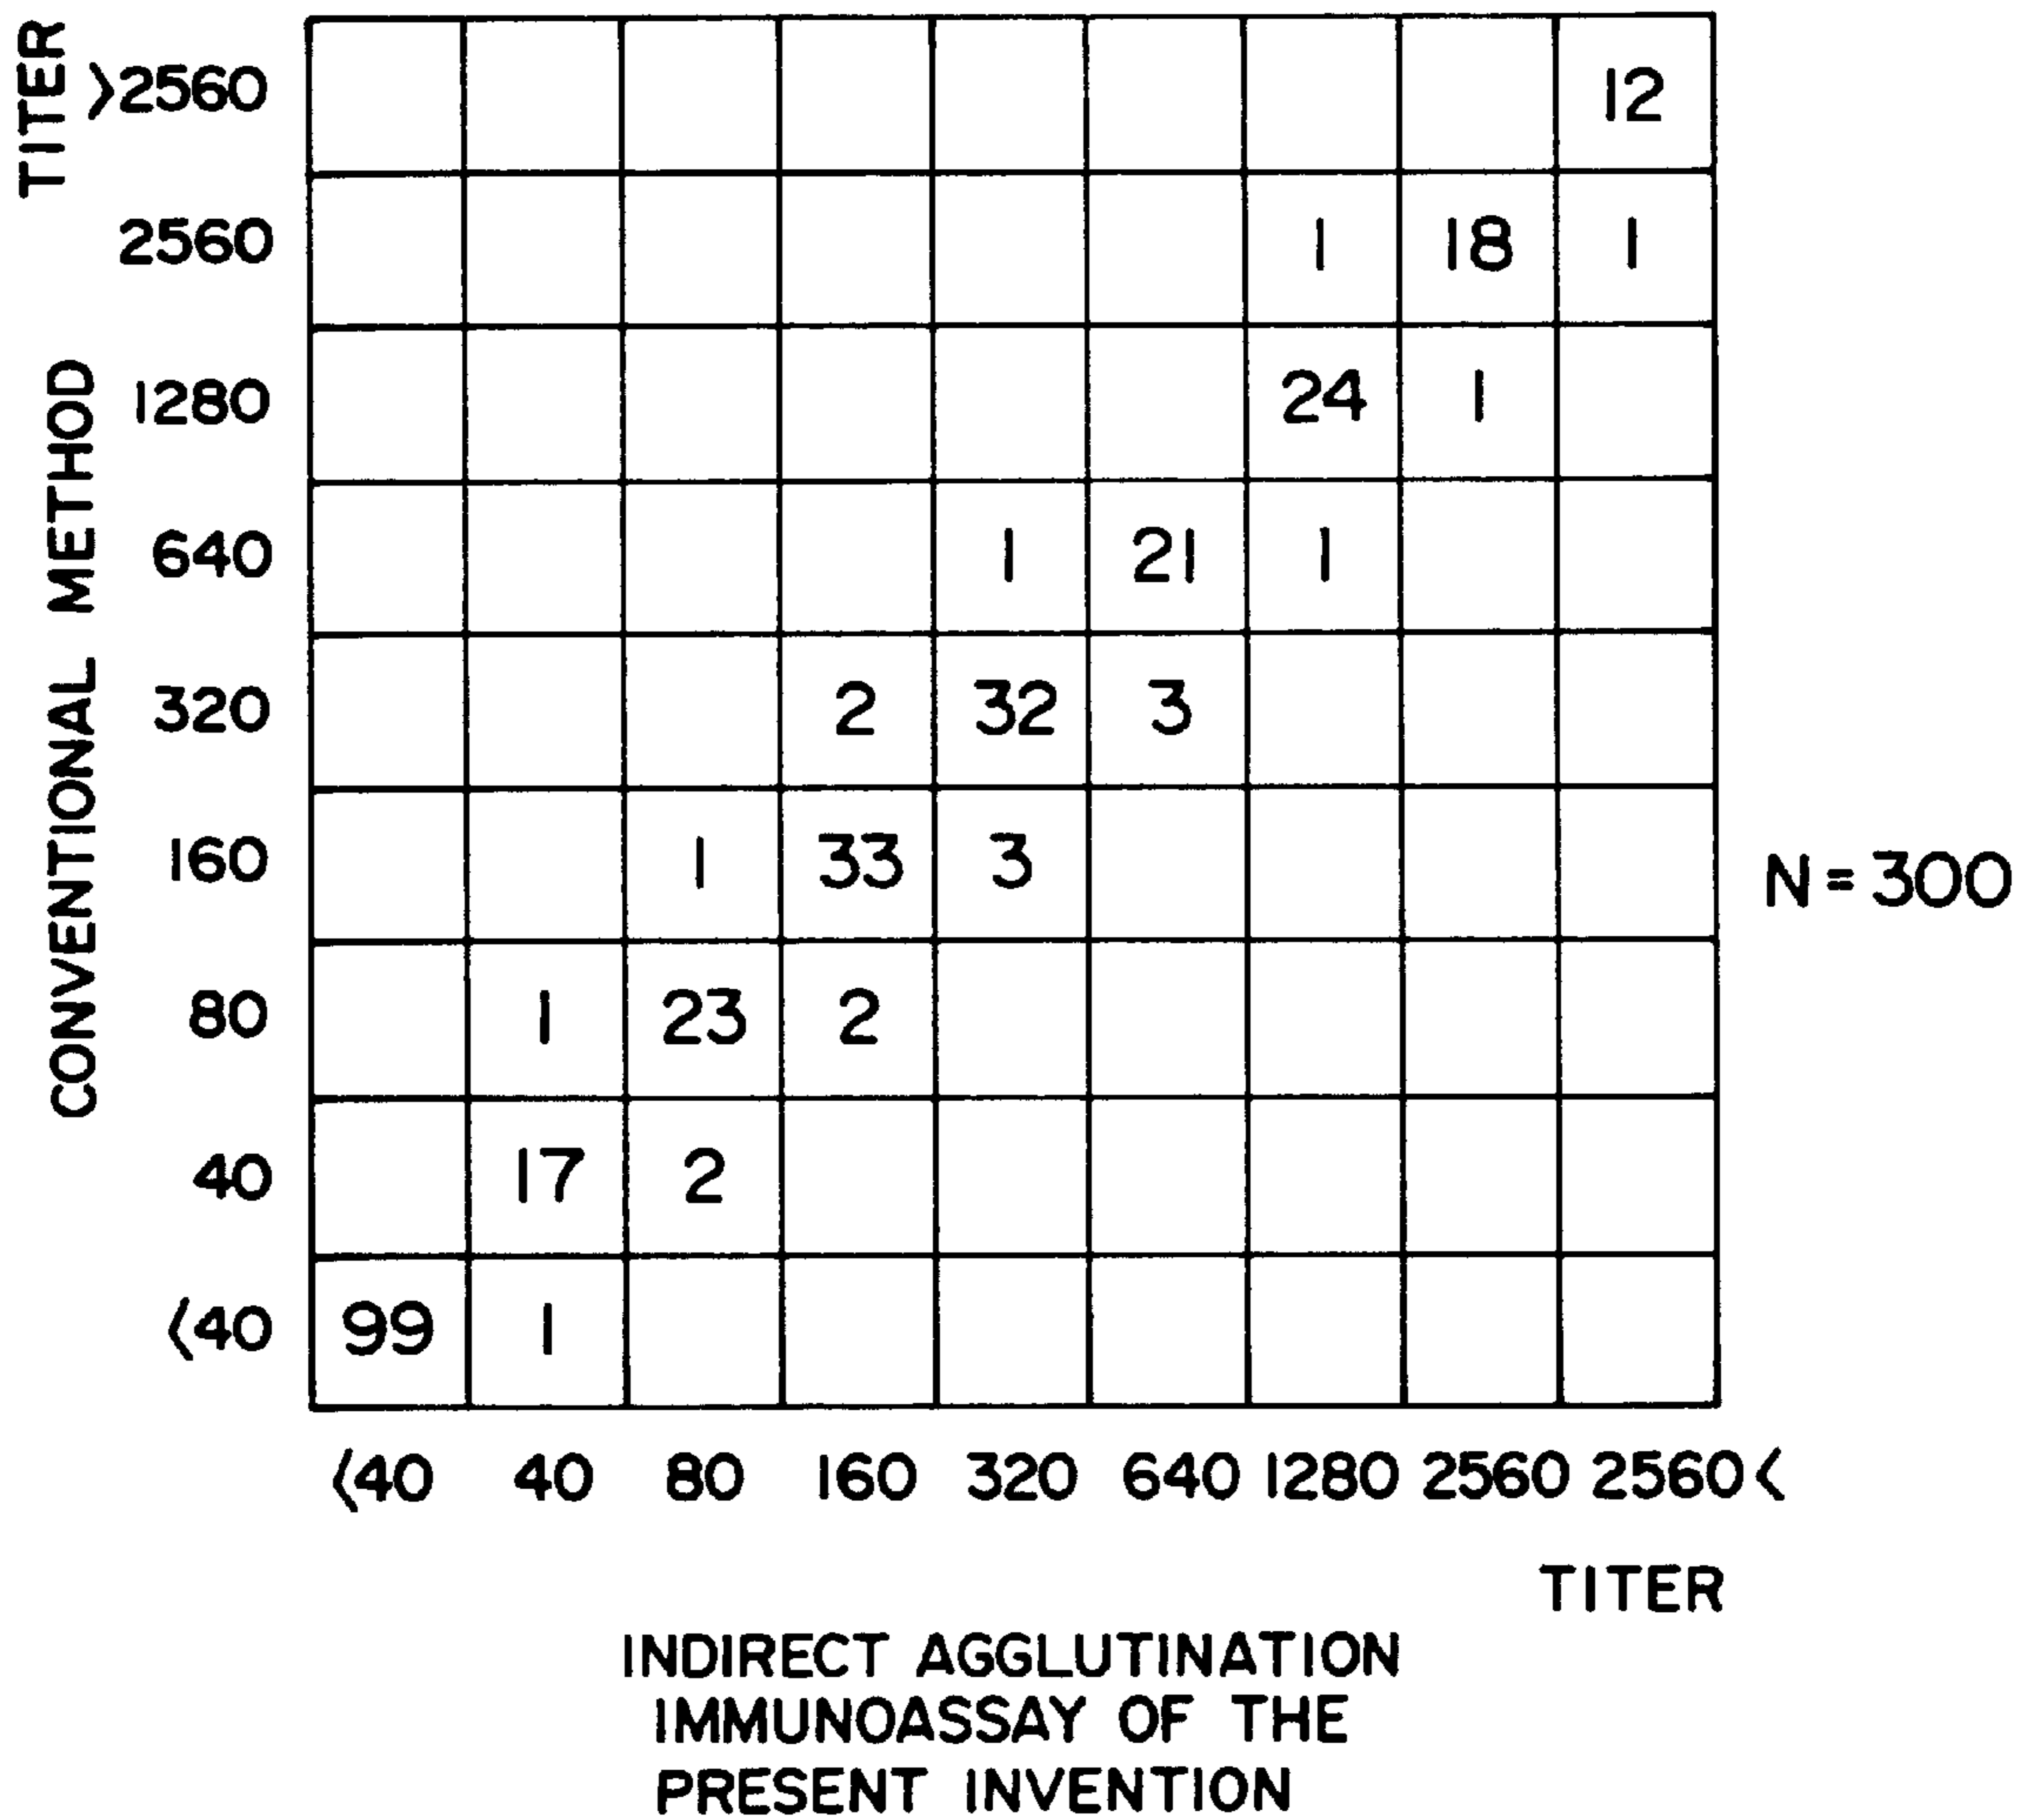 TITER
CONVENTIONAL METHOD
>2560 12
2560 1 18 1
1280 24 1
640 1 21 1
320 2 32 3
160 1 33 3
N=300
80 1 23 2
40 17 2
<40 99 1
<40 40 80 160 320 640 1280 2560 2560<
TITER
INDIRECT AGGLUTINATION
IMMUNOASSAY OF THE
PRESENT INVENTION